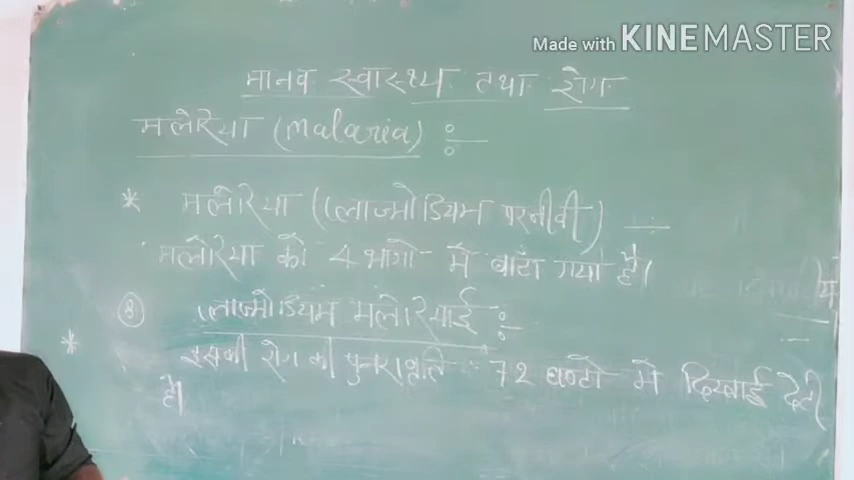 Made with KINEMASTER
मानव स्वास्थ्य तथा रोग
मलेरिया (malaria) :-
* मलेरिया (प्लाज्मोडियम परजीवी) :-
मलेरिया को 4 भागो में बाटा गया है।
(3) प्लाज्मोडियम मलेरियाई :-
* इसकी रोग की पुनरावृति 72 घण्टो में दिखाई देती
है।